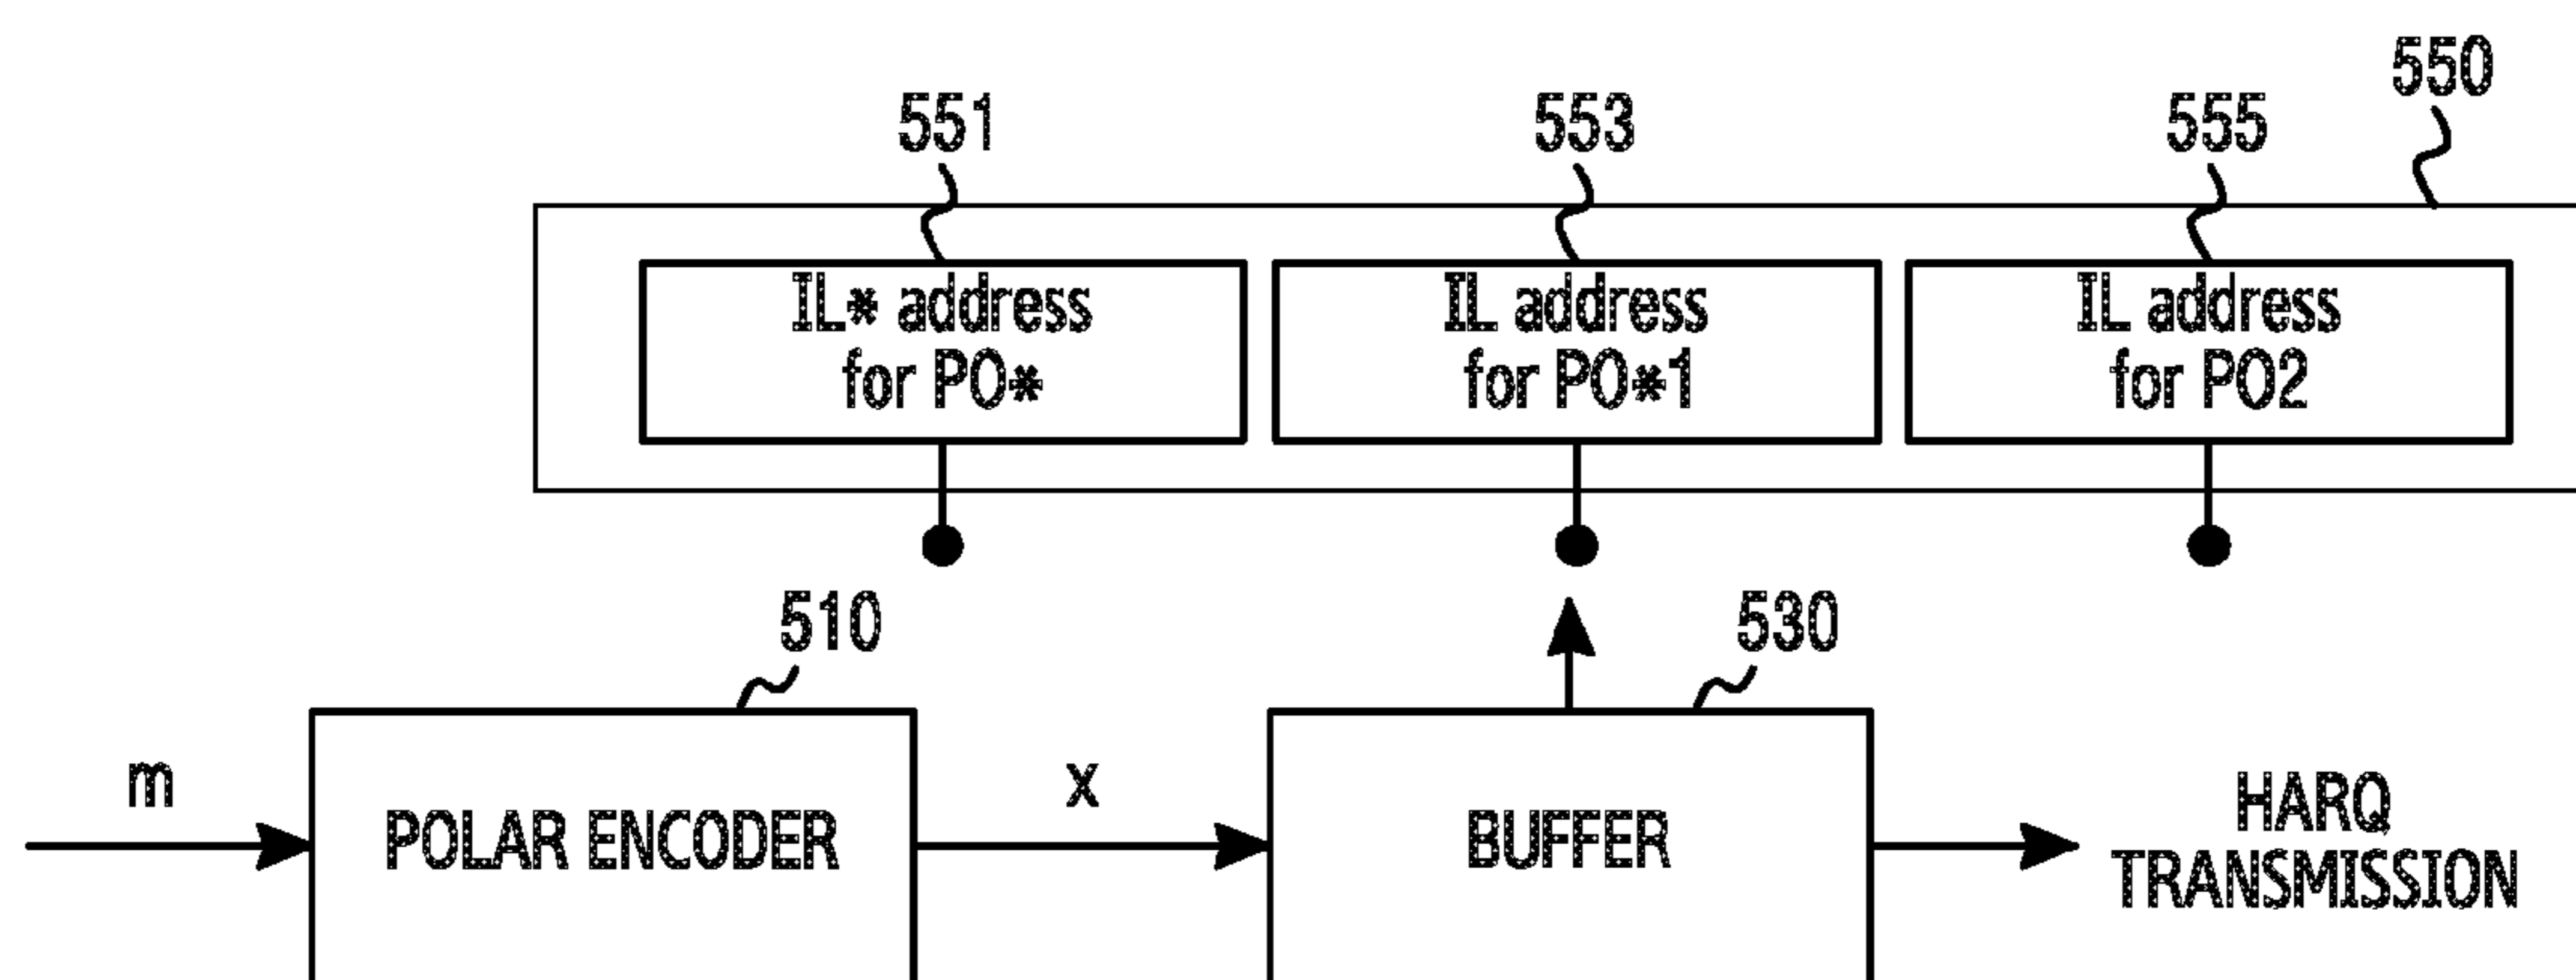 550
551 553 555
IL* address IL address IL address
for PO* for PO*1 for PO2
510 530
m x HARQ
POLAR ENCODER BUFFER TRANSMISSION